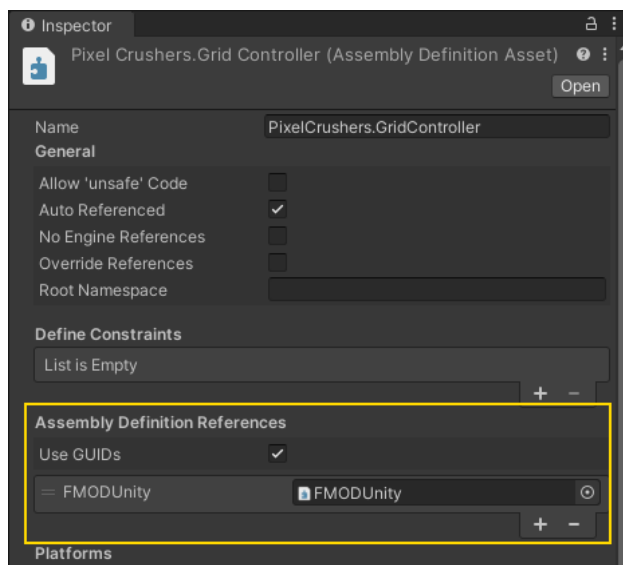 Inspector
Pixel Crushers.Grid Controller (Assembly Definition Asset)
Open
Name PixelCrushers.GridController
General
Allow 'unsafe' Code
Auto Referenced
No Engine References
Override References
Root Namespace
Define Constraints
List is Empty
+ −
Assembly Definition References
Use GUIDs
FMODUnity FMODUnity
+ −
Platforms